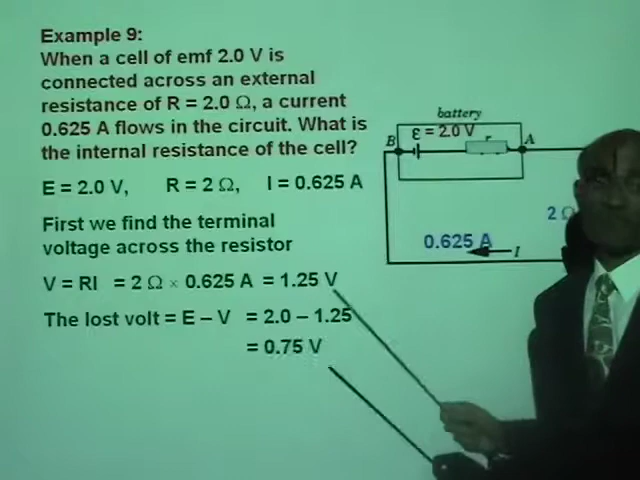 Example 9:
When a cell of emf 2.0 V is
connected across an external
resistance of R = 2.0 Ω, a current
0.625 A flows in the circuit. What is
the internal resistance of the cell?
E = 2.0 V, R = 2 Ω, I = 0.625 A
First we find the terminal
voltage across the resistor
V = RI = 2 Ω × 0.625 A = 1.25 V
The lost volt = E – V = 2.0 – 1.25
= 0.75 V
battery
B ε = 2.0 V r A
2 Ω
0.625 A I